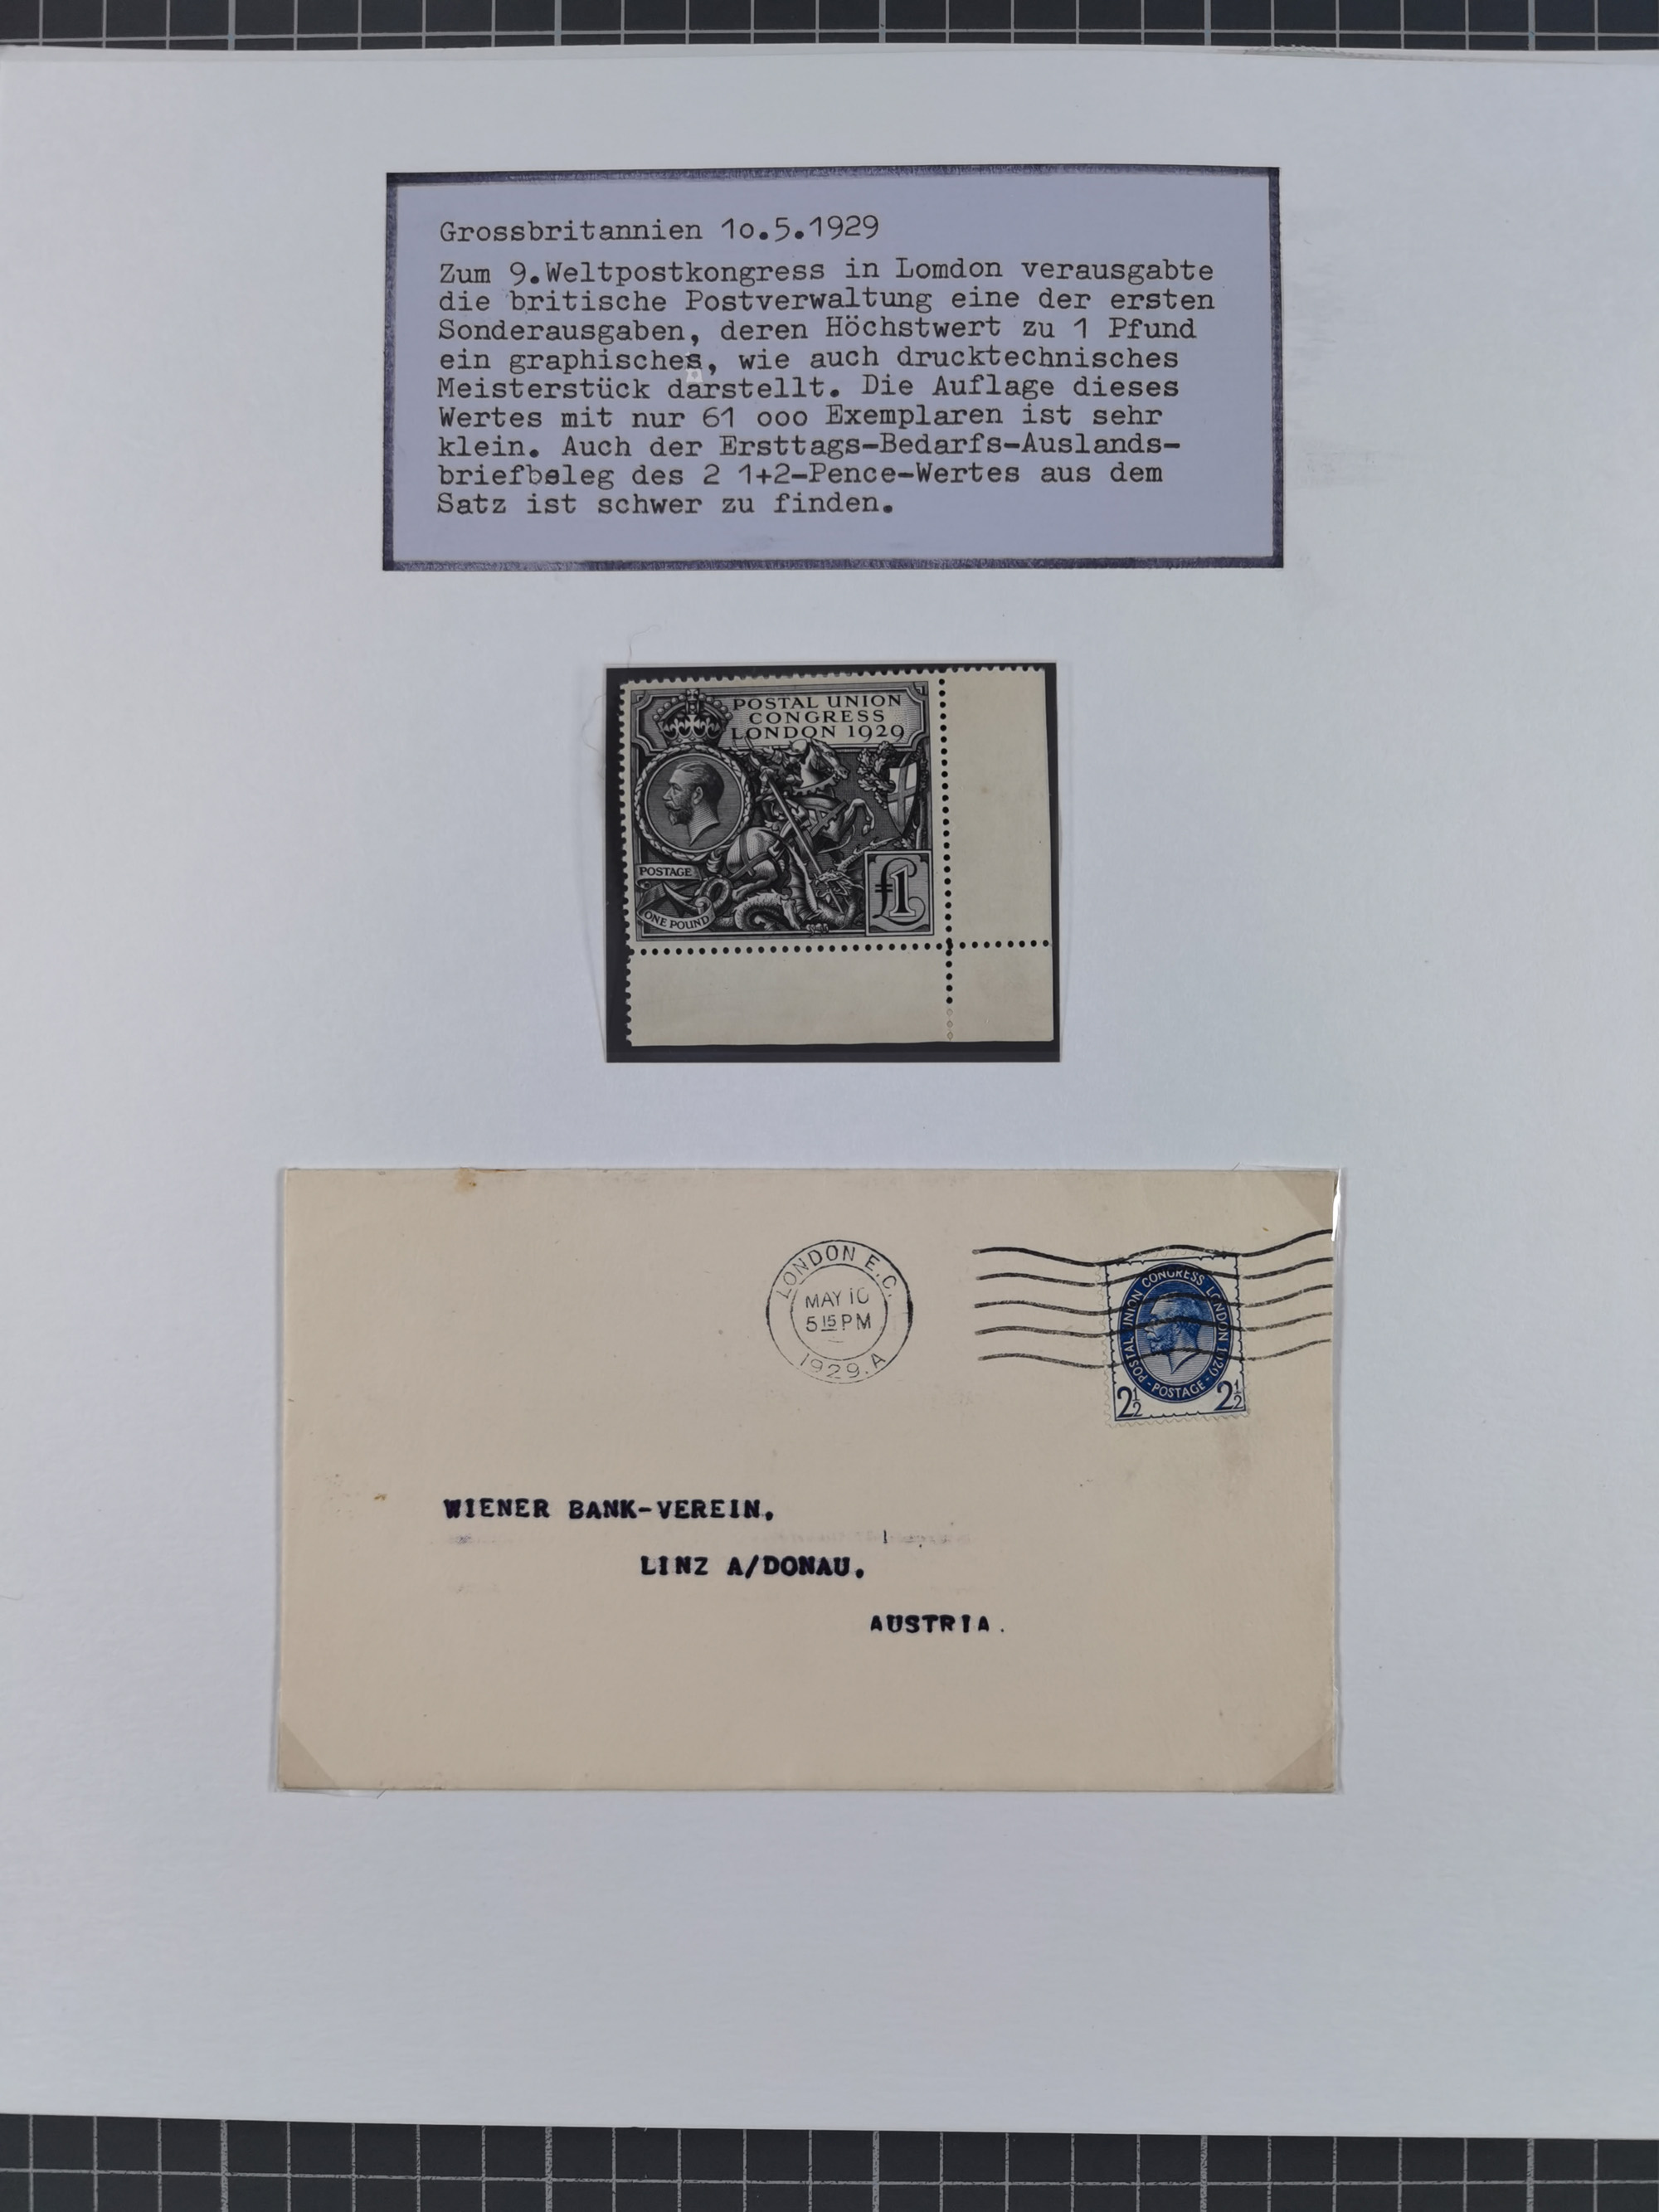 Grossbritannien 1o.5.1929
Zum 9.Weltpostkongress in Lomdon verausgabte
die britische Postverwaltung eine der ersten
Sonderausgaben, deren Höchstwert zu 1 Pfund
ein graphisches, wie auch drucktechnisches
Meisterstück darstellt. Die Auflage dieses
Wertes mit nur 61 ooo Exemplaren ist sehr
klein. Auch der Ersttags-Bedarfs-Auslands-
briefbeleg des 2 1+2-Pence-Wertes aus dem
Satz ist schwer zu finden.
POSTAL UNION
CONGRESS
LONDON 1929
POSTAGE
ONE POUND
£1
LONDON E.C.
MAY 10
5 15 PM
1929. A
POSTAL UNION CONGRESS LONDON 1929
· POSTAGE ·
2½ 2½
WIENER BANK-VEREIN,
LINZ A/DONAU.
AUSTRIA.